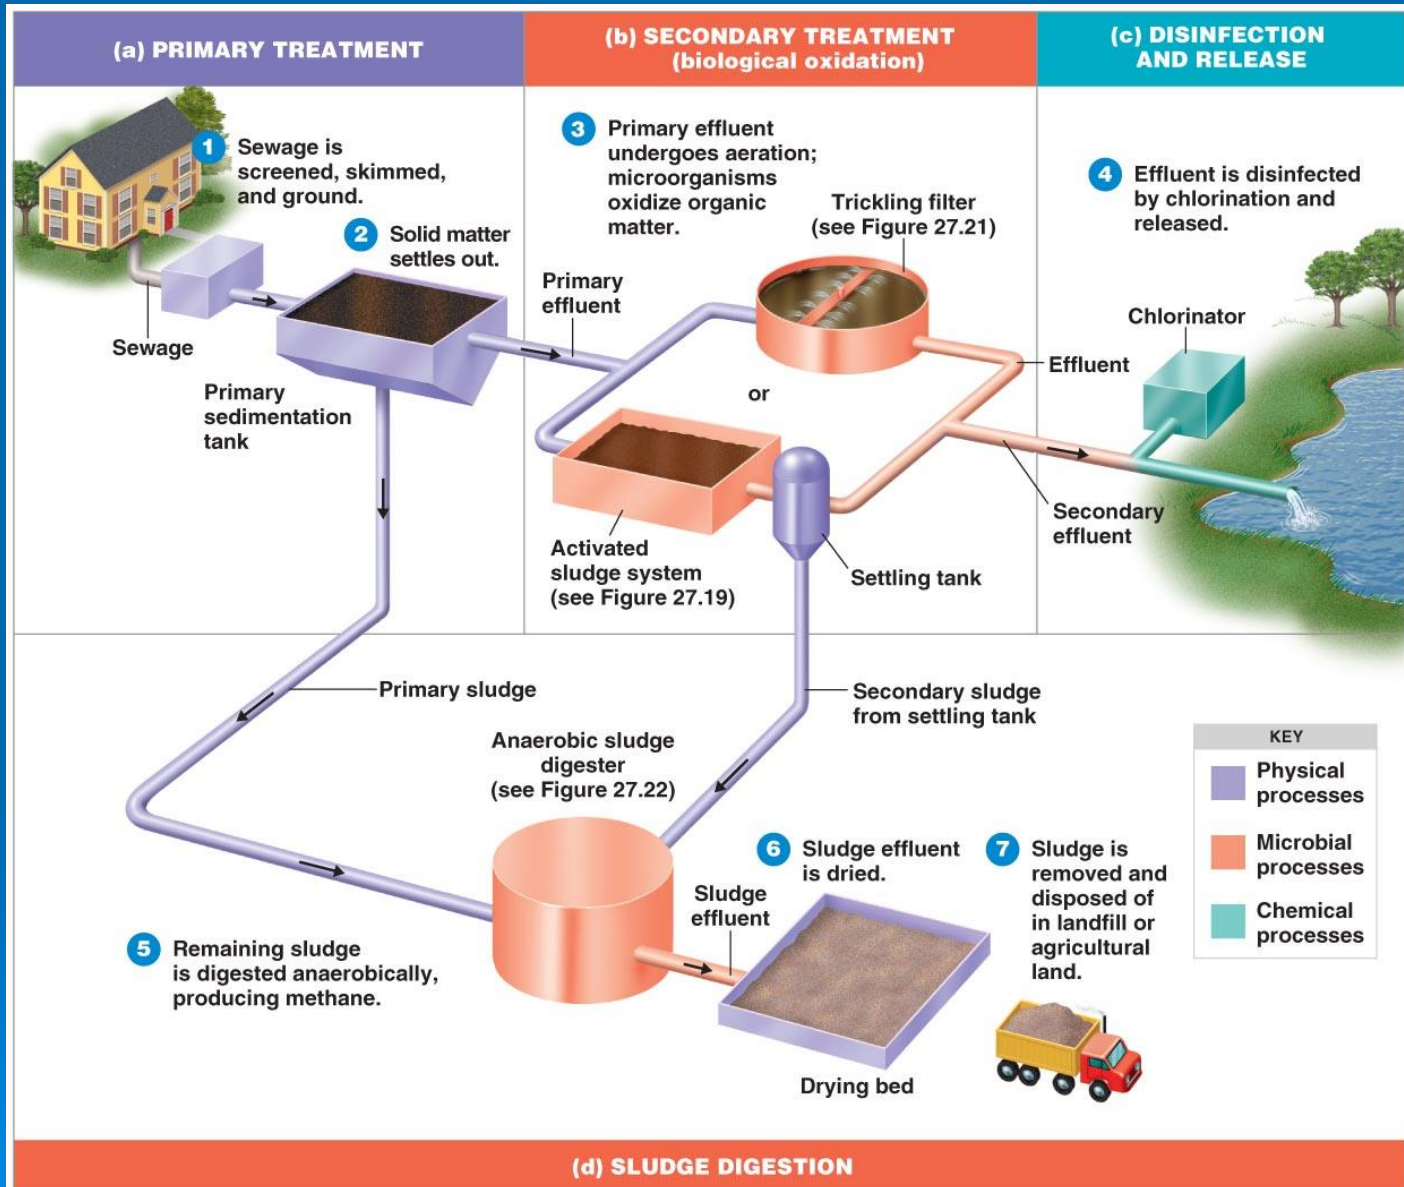 (a) PRIMARY TREATMENT
(b) SECONDARY TREATMENT
(biological oxidation)
(c) DISINFECTION
AND RELEASE
1 Sewage is
screened, skimmed,
and ground.
2 Solid matter
settles out.
Sewage
Primary
sedimentation
tank
3 Primary effluent
undergoes aeration;
microorganisms
oxidize organic
matter.
Trickling filter
(see Figure 27.21)
Primary
effluent
or
Effluent
Activated
sludge system
(see Figure 27.19)
Settling tank
Secondary
effluent
4 Effluent is disinfected
by chlorination and
released.
Chlorinator
Primary sludge
Secondary sludge
from settling tank
Anaerobic sludge
digester
(see Figure 27.22)
5 Remaining sludge
is digested anaerobically,
producing methane.
Sludge
effluent
6 Sludge effluent
is dried.
Drying bed
7 Sludge is
removed and
disposed of
in landfill or
agricultural
land.
KEY
Physical
processes
Microbial
processes
Chemical
processes
(d) SLUDGE DIGESTION